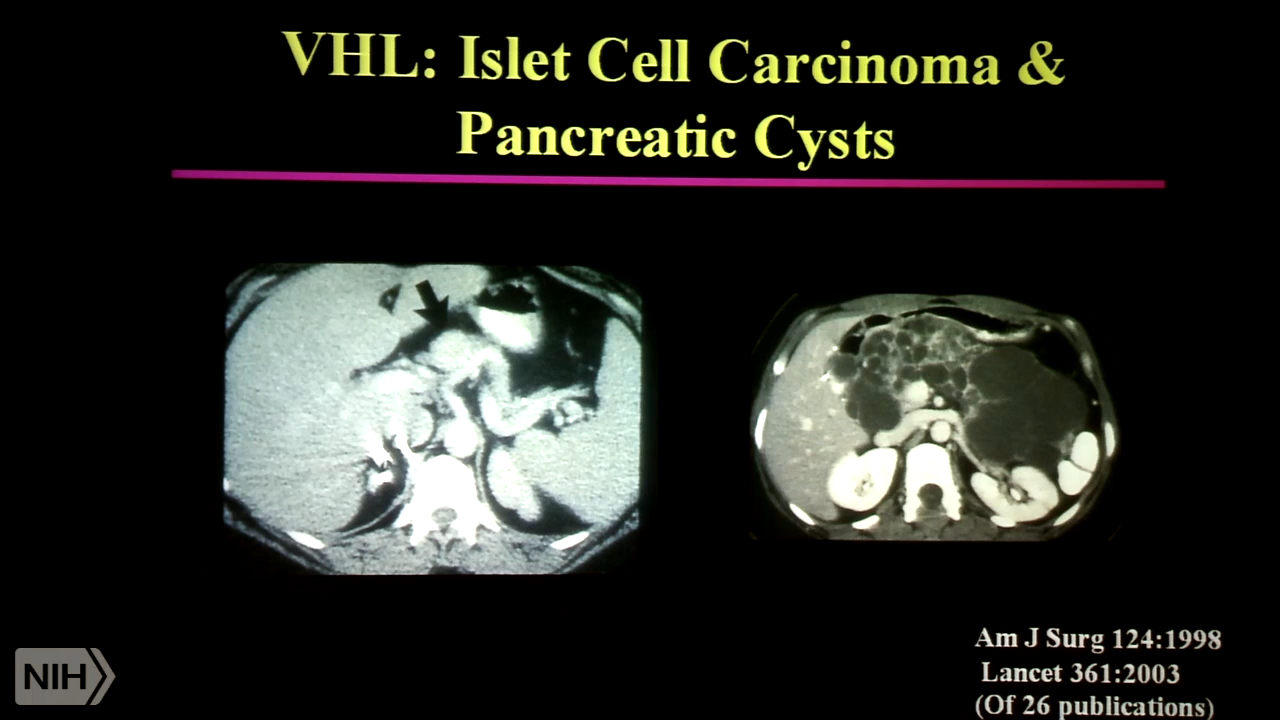 VHL: Islet Cell Carcinoma &
Pancreatic Cysts
Am J Surg 124:1998
Lancet 361:2003
(Of 26 publications)
NIH